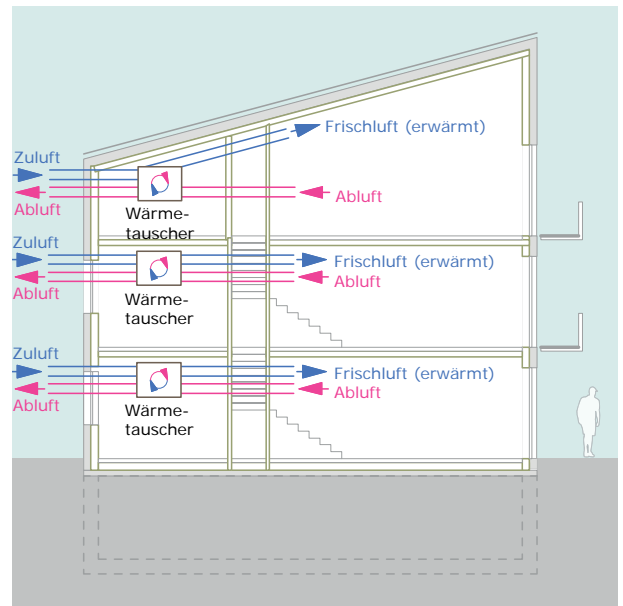 Frischluft (erwärmt)
Zuluft
Abluft
Abluft
Wärme-
tauscher
Zuluft
Frischluft (erwärmt)
Abluft
Abluft
Wärme-
tauscher
Zuluft
Frischluft (erwärmt)
Abluft
Abluft
Wärme-
tauscher